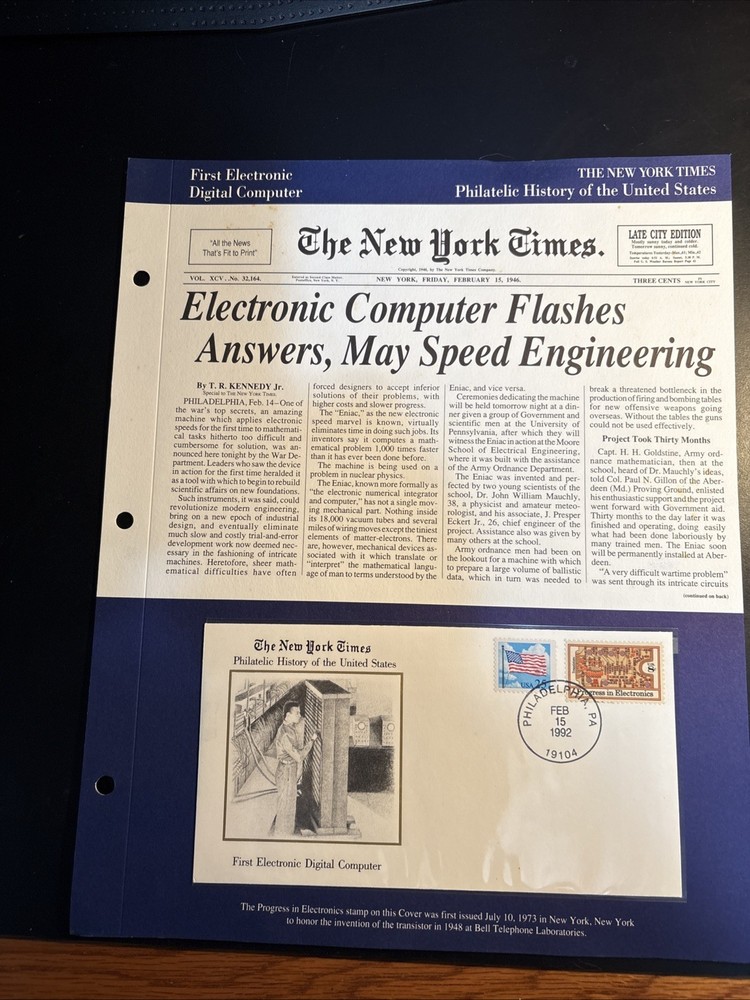 First Electronic
Digital Computer
THE NEW YORK TIMES
Philatelic History of the United States
"All the News
That's Fit to Print"
The New York Times.
LATE CITY EDITION
Copyright, 1946, by The New York Times Company.
VOL. XCV..No. 32,164.
NEW YORK, FRIDAY, FEBRUARY 15, 1946.
THREE CENTS
Electronic Computer Flashes
Answers, May Speed Engineering
By T. R. KENNEDY Jr.
Special to THE NEW YORK TIMES.
PHILADELPHIA, Feb. 14—One of
the war's top secrets, an amazing
machine which applies electronic
speeds for the first time to mathemati-
cal tasks hitherto too difficult and
cumbersome for solution, was an-
nounced here tonight by the War De-
partment. Leaders who saw the device
in action for the first time heralded it
as a tool with which to begin to rebuild
scientific affairs on new foundations.
Such instruments, it was said, could
revolutionize modern engineering,
bring on a new epoch of industrial
design, and eventually eliminate
much slow and costly trial-and-error
development work now deemed nec-
essary in the fashioning of intricate
machines. Heretofore, sheer math-
ematical difficulties have often
forced designers to accept inferior
solutions of their problems, with
higher costs and slower progress.
The "Eniac," as the new electronic
speed marvel is known, virtually
eliminates time in doing such jobs. Its
inventors say it computes a math-
ematical problem 1,000 times faster
than it has ever been done before.
The machine is being used on a
problem in nuclear physics.
The Eniac, known more formally as
"the electronic numerical integrator
and computer," has not a single mov-
ing mechanical part. Nothing inside
its 18,000 vacuum tubes and several
miles of wiring moves except the tiniest
elements of matter-electrons. There
are, however, mechanical devices as-
sociated with it which translate or
"interpret" the mathematical langu-
age of man to terms understood by the
Eniac, and vice versa.
Ceremonies dedicating the machine
will be held tomorrow night at a din-
ner given a group of Government and
scientific men at the University of
Pennsylvania, after which they will
witness the Eniac in action at the Moore
School of Electrical Engineering,
where it was built with the assistance
of the Army Ordnance Department.
The Eniac was invented and per-
fected by two young scientists of the
school, Dr. John William Mauchly,
38, a physicist and amateur meteo-
rologist, and his associate, J. Presper
Eckert Jr., 26, chief engineer of the
project. Assistance also was given by
many others at the school.
Army ordnance men had been on
the lookout for a machine with which
to prepare a large volume of ballistic
data, which in turn was needed to
break a threatened bottleneck in the
production of firing and bombing tables
for new offensive weapons going
overseas. Without the tables the guns
could not be used effectively.
Project Took Thirty Months
Capt. H. H. Goldstine, Army ord-
nance mathematician, then at the
school, heard of Dr. Mauchly's ideas,
told Col. Paul N. Gillon of the Aber-
deen (Md.) Proving Ground, enlisted
his enthusiastic support and the project
went forward with Government aid.
Thirty months to the day later it was
finished and operating, doing easily
what had been done laboriously by
many trained men. The Eniac soon
will be permanently installed at Aber-
deen.
"A very difficult wartime problem"
was sent through its intricate circuits
(continued on back)
The New York Times
Philatelic History of the United States
USA 25
Progress in Electronics
PHILADELPHIA, PA
FEB
15
1992
19104
First Electronic Digital Computer
The Progress in Electronics stamp on this Cover was first issued July 10, 1973 in New York, New York
to honor the invention of the transistor in 1948 at Bell Telephone Laboratories.